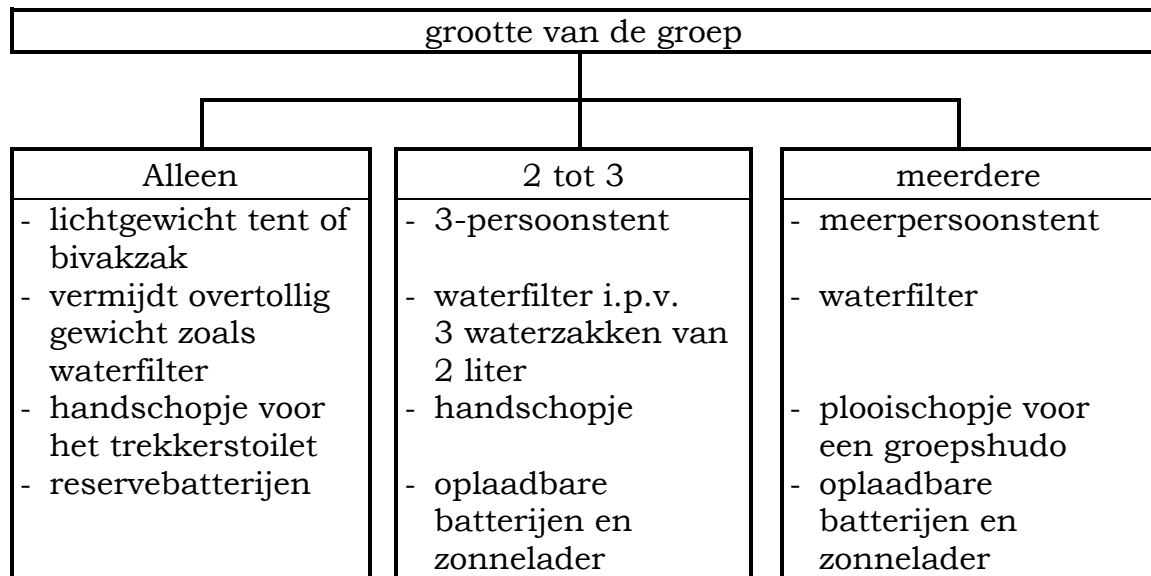 grootte van de groep
Alleen
- lichtgewicht tent of
bivakzak
- vermijdt overtollig
gewicht zoals
waterfilter
- handschopje voor
het trekkerstoilet
- reservebatterijen
2 tot 3
- 3-persoonstent
- waterfilter i.p.v.
3 waterzakken van
2 liter
- handschopje
- oplaadbare
batterijen en
zonnelader
meerdere
- meerpersoonstent
- waterfilter
- plooischopje voor
een groepshudo
- oplaadbare
batterijen en
zonnelader